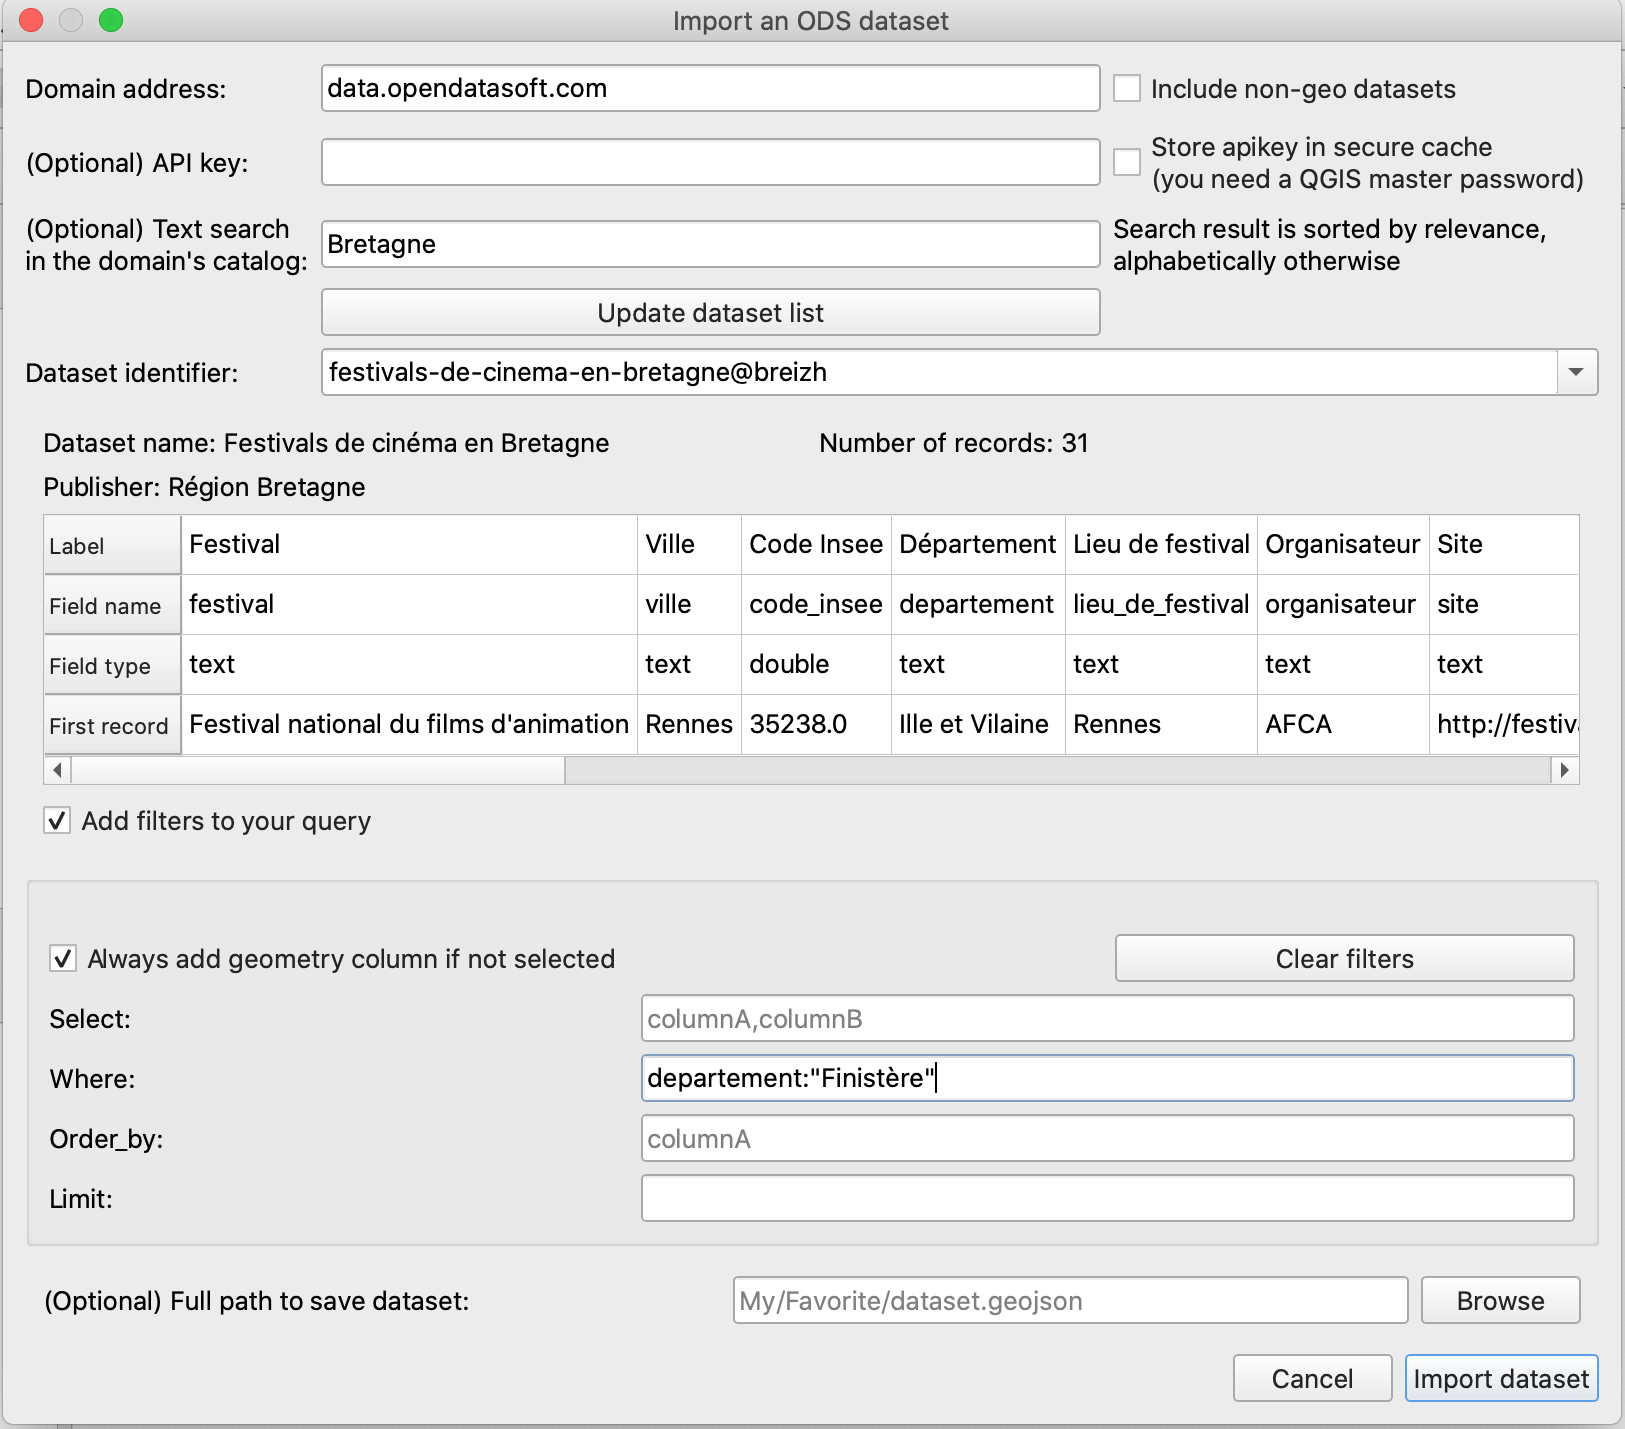 Import an ODS dataset
Domain address: data.opendatasoft.com Include non-geo datasets
(Optional) API key: Store apikey in secure cache
(you need a QGIS master password)
(Optional) Text search
in the domain's catalog: Bretagne Search result is sorted by relevance,
alphabetically otherwise
Update dataset list
Dataset identifier: festivals-de-cinema-en-bretagne@breizh
Dataset name: Festivals de cinéma en Bretagne Number of records: 31
Publisher: Région Bretagne
Label Festival Ville Code Insee Département Lieu de festival Organisateur Site
Field name festival ville code_insee departement lieu_de_festival organisateur site
Field type text text double text text text text
First record Festival national du films d'animation Rennes 35238.0 Ille et Vilaine Rennes AFCA http://festiv
Add filters to your query
Always add geometry column if not selected Clear filters
Select: columnA,columnB
Where: departement:"Finistère"
Order_by: columnA
Limit:
(Optional) Full path to save dataset: My/Favorite/dataset.geojson Browse
Cancel Import dataset